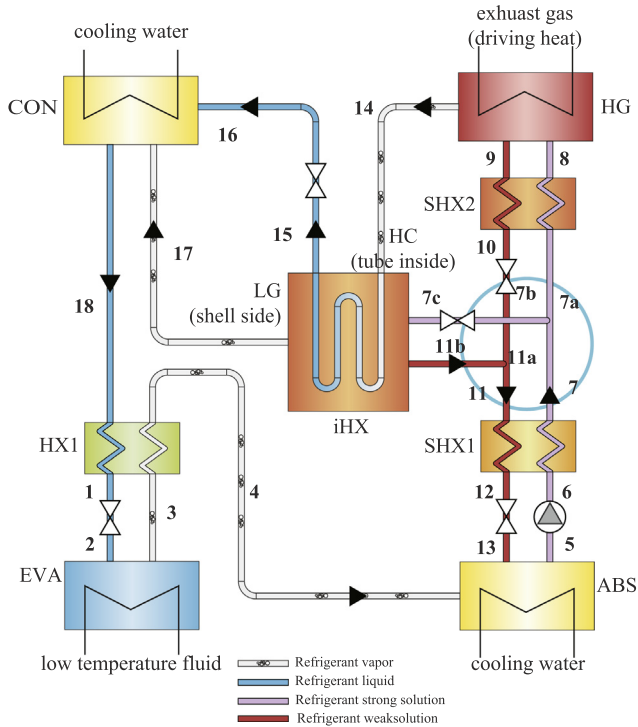 exhuast gas
cooling water
(driving heat)
CON
14
HG
16
9
8
SHX2
10
15
HC
17
(tube inside)
LG
7c
7b
7a
(shell side)
18
11b
11a
11
7
iHX
HX1
SHX1
1
3
4
12
6
2
13
5
EVA
ABS
low temperature fluid
cooling water
Refrigerant vapor
Refrigerant liquid
Refrigerant strong solution
Refrigerant weaksolution